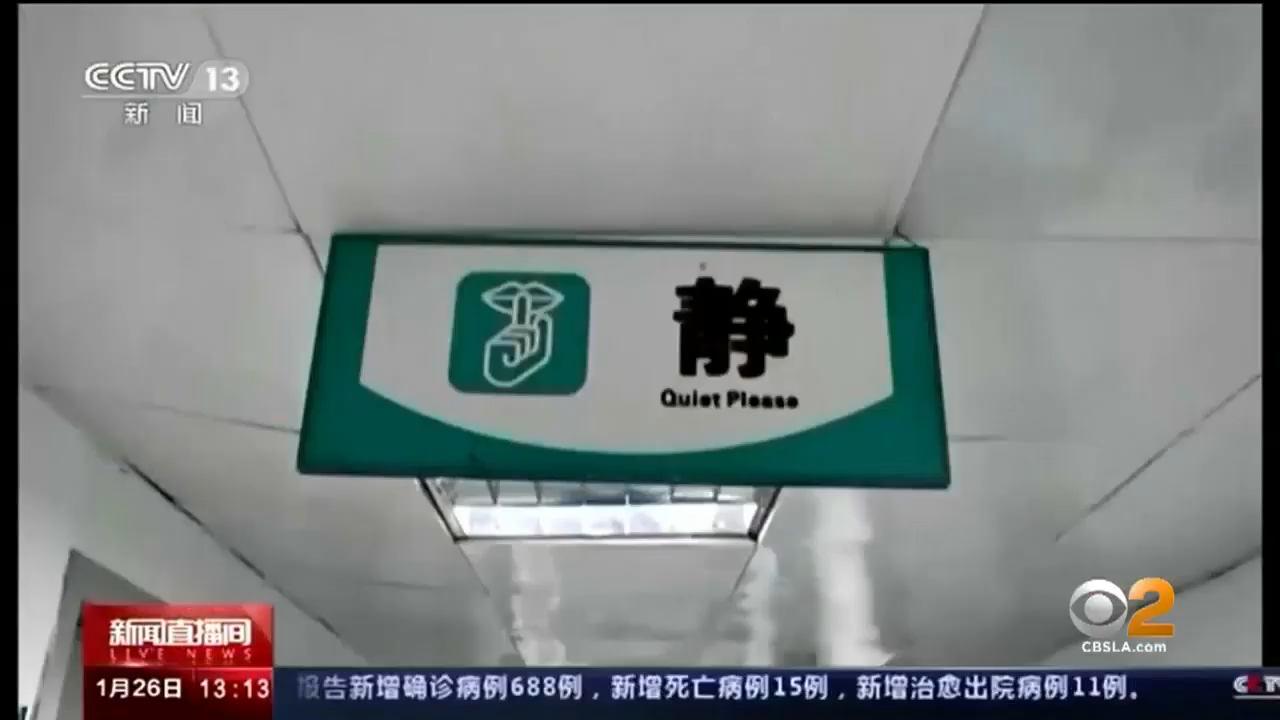 CCTV 13
新闻
静
Quiet Please
2
CBSLA.com
新闻直播间
LIVE NEWS
1月26日 13:13
报告新增确诊病例688例，新增死亡病例15例，新增治愈出院病例11例。